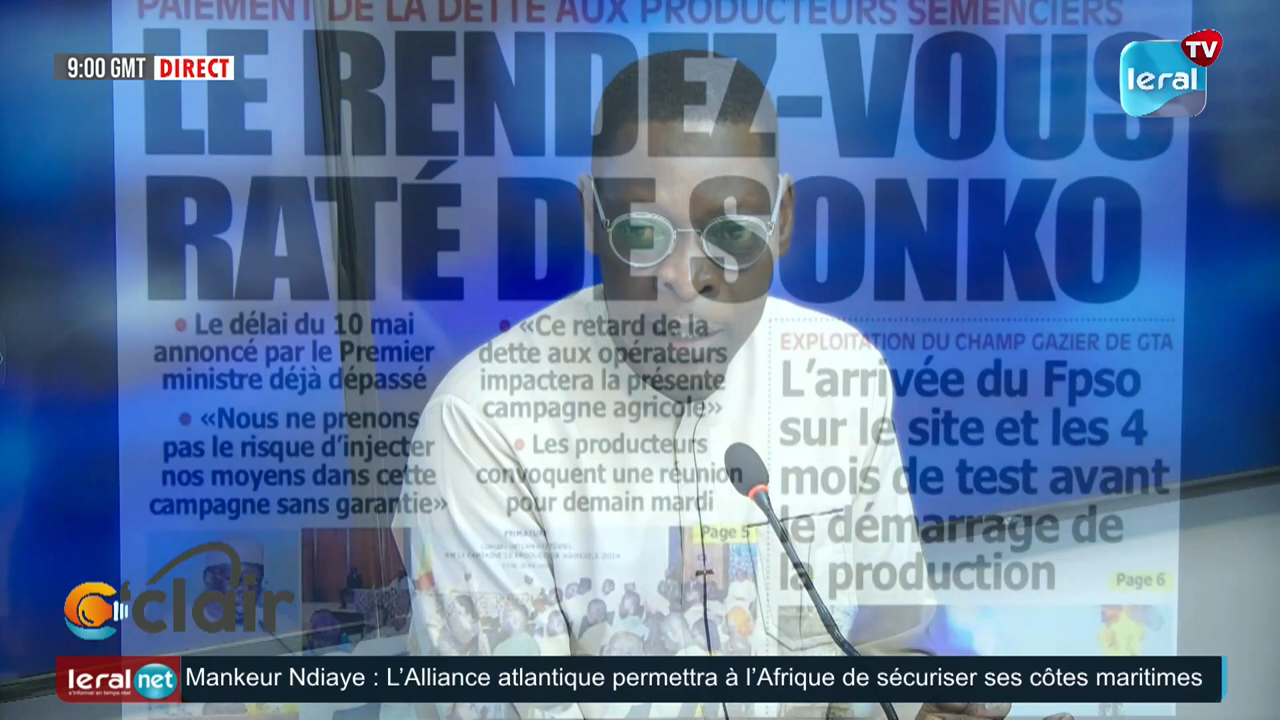 PAIEMENT DE LA DETTE AUX PRODUCTEURS SEMENCIERS
9:00 GMT DIRECT
leral TV
LE RENDEZ-VOUS
RATÉ DE SONKO
• Le délai du 10 mai
annoncé par le Premier
ministre déjà dépassé
• «Nous ne prenons
pas le risque d'injecter
nos moyens dans cette
campagne sans garantie»
• «Ce retard de la
dette aux opérateurs
impactera la présente
campagne agricole»
• Les producteurs
convoquent une réunion
pour demain mardi
Page 5
EXPLOITATION DU CHAMP GAZIER DE GTA
L'arrivée du Fpso
sur le site et les 4
mois de test avant
le démarrage de
la production
Page 6
PRIMATURE
C'clair
leral net
s'informer en temps réel
Mankeur Ndiaye : L'Alliance atlantique permettra à l'Afrique de sécuriser ses côtes maritimes